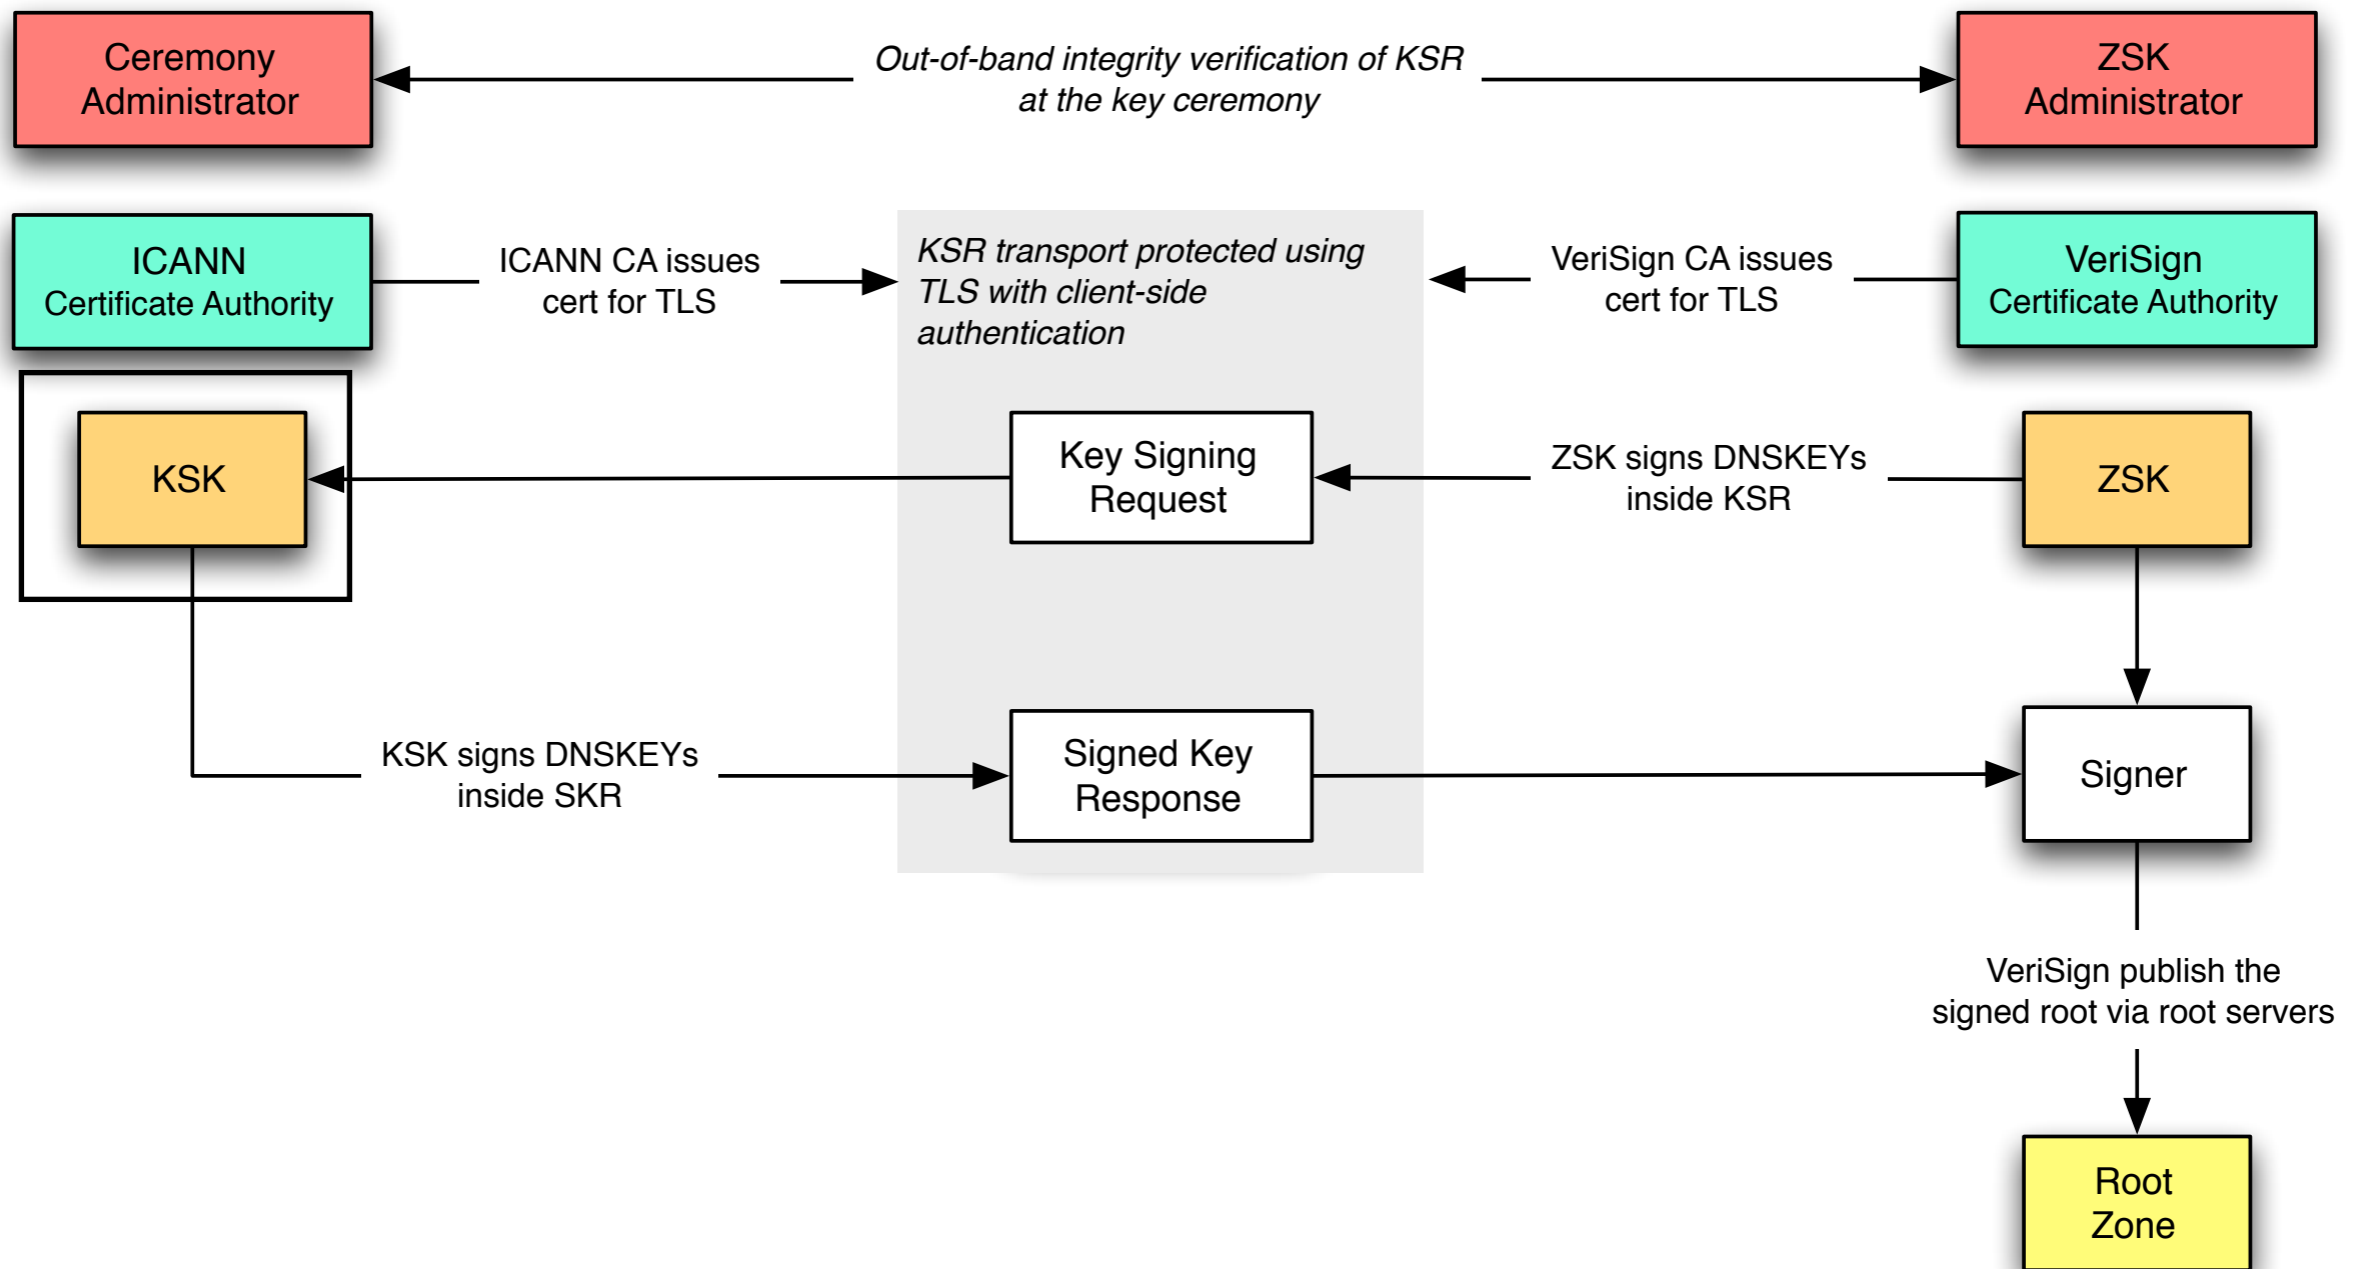 Ceremony
Administrator
Out-of-band integrity verification of KSR
at the key ceremony
ZSK
Administrator
ICANN
Certificate Authority
ICANN CA issues
cert for TLS
KSR transport protected using
TLS with client-side
authentication
VeriSign CA issues
cert for TLS
VeriSign
Certificate Authority
KSK
Key Signing
Request
ZSK signs DNSKEYs
inside KSR
ZSK
KSK signs DNSKEYs
inside SKR
Signed Key
Response
Signer
VeriSign publish the
signed root via root servers
Root
Zone